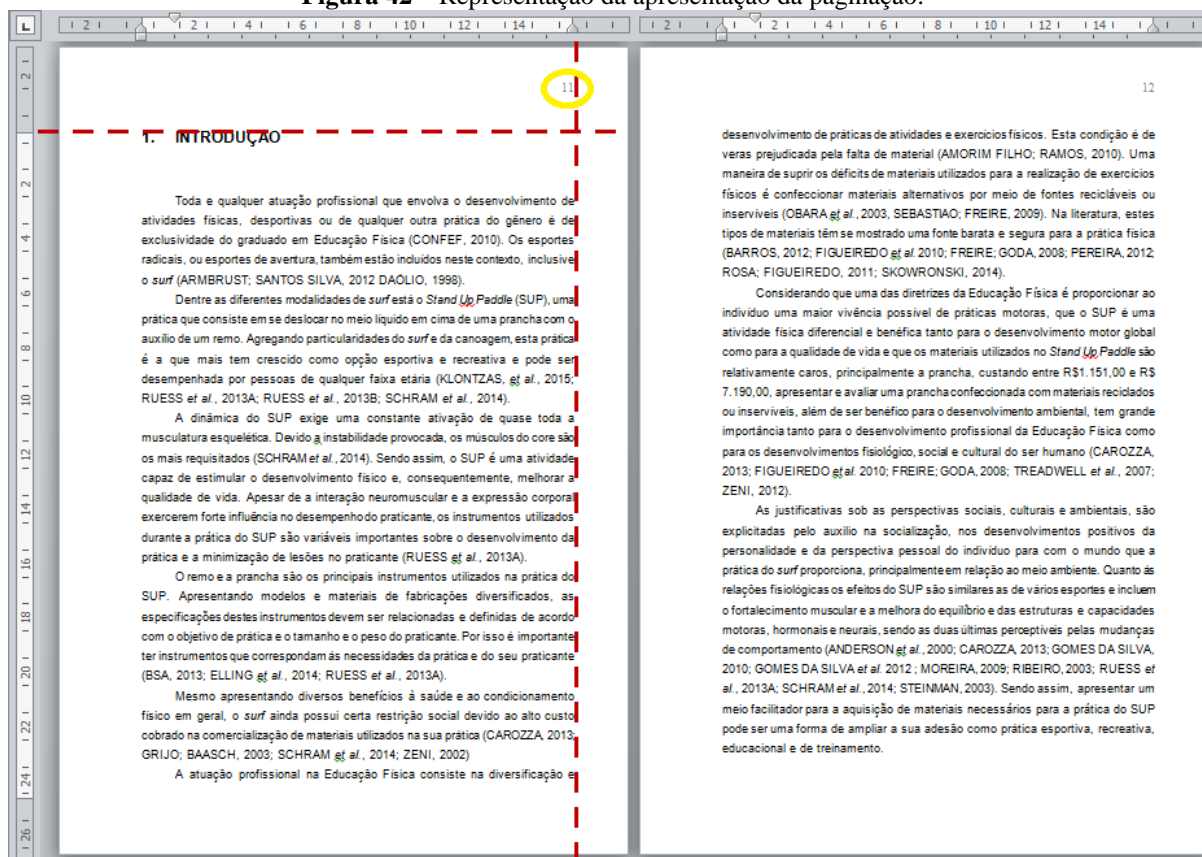 Figura 42 – Representação da apresentação da paginação.
11
1. INTRODUÇÃO
Toda e qualquer atuação profissional que envolva o desenvolvimento de
atividades físicas, desportivas ou de qualquer outra prática do gênero é de
exclusividade do graduado em Educação Física (CONFEF, 2010). Os esportes
radicais, ou esportes de avertura, também estão incluídos neste contexto, inclusive
o surf (ARMBRUST; SANTOS SILVA, 2012 DAÓLIO, 1998).
Dentre as diferentes modalidades de surf está o Stand Up Paddle (SUP), uma
prática que consiste em se deslocar no meio líquido em cima de uma prancha com o
auxílio de um remo. Agregando particularidades do surf e da canoagem, esta prática
é a que mais tem crescido como opção esportiva e recreativa e pode ser
desempenhada por pessoas de qualquer faixa etária (KLONTZAS, et al., 2015;
RUESS et al., 2013A; RUESS et al., 2013B; SCHRAM et al., 2014).
A dinâmica do SUP exige uma constante ativação de quase toda a
musculatura esquelética. Devido a instabilidade provocada, os músculos do core são
os mais requisitados (SCHRAM et al., 2014). Sendo assim, o SUP é uma atividade
capaz de estimular o desenvolvimento físico e, consequentemente, melhorar a
qualidade de vida. Apesar de a interação neuromuscular e a expressão corporal
exercerem forte influência no desempenho do praticante, os instrumentos utilizados
durante a prática do SUP são variáveis importantes sobre o desenvolvimento da
prática e a minimização de lesões no praticante (RUESS et al., 2013A).
O remo e a prancha são os principais instrumentos utilizados na prática do
SUP. Apresentando modelos e materiais de fabricações diversificados, as
especificações destes instrumentos devem ser relacionadas e definidas de acordo
com o objetivo de prática e o tamanho e o peso do praticante. Por isso é importante
ter instrumentos que correspondam ás necessidades da prática e do seu praticante
(BSA, 2013; ELLING et al., 2014; RUESS et al., 2013A).
Mesmo apresentando diversos benefícios à saúde e ao condicionamento
físico em geral, o surf ainda possui certa restrição social devido ao alto custo
cobrado na comercialização de materiais utilizados na sua prática (CAROZZA, 2013;
GRIJO; BAASCH, 2003; SCHRAM et al., 2014; ZENI, 2002)
A atuação profissional na Educação Física consiste na diversificação e
12
desenvolvimento de práticas de atividades e exercícios físicos. Esta condição é de
veras prejudicada pela falta de material (AMORIM FILHO; RAMOS, 2010). Uma
maneira de suprir os déficits de materiais utilizados para a realização de exercícios
físicos é confeccionar materiais alternativos por meio de fontes recicláveis ou
inservíveis (OBARA et al., 2003, SEBASTIAO; FREIRE, 2009). Na literatura, estes
tipos de materiais têm se mostrado uma fonte barata e segura para a prática física
(BARROS, 2012; FIGUEIREDO et al. 2010; FREIRE; GODA, 2008; PEREIRA, 2012;
ROSA; FIGUEIREDO, 2011; SKOWRONSKI, 2014).
Considerando que uma das diretrizes da Educação Física é proporcionar ao
indivíduo uma maior vivência possível de práticas motoras, que o SUP é uma
atividade física diferencial e benéfica tanto para o desenvolvimento motor global
como para a qualidade de vida e que os materiais utilizados no Stand Up Paddle são
relativamente caros, principalmente a prancha, custando entre R$1.151,00 e R$
7.190,00, apresentar e avaliar uma prancha confeccionada com materiais reciclados
ou inservíveis, além de ser benéfico para o desenvolvimento ambiental, tem grande
importância tanto para o desenvolvimento profissional da Educação Física como
para os desenvolvimentos fisiológico, social e cultural do ser humano (CAROZZA,
2013; FIGUEIREDO et al. 2010; FREIRE; GODA, 2008; TREADWELL et al., 2007;
ZENI, 2012).
As justificativas sob as perspectivas sociais, culturais e ambientais, são
explicitadas pelo auxilio na socialização, nos desenvolvimentos positivos da
personalidade e da perspectiva pessoal do indivíduo para com o mundo que a
prática do surf proporciona, principalmente em relação ao meio ambiente. Quanto ás
relações fisiológicas os efeitos do SUP são similares as de vários esportes e incluem
o fortalecimento muscular e a melhora do equilíbrio e das estruturas e capacidades
motoras, hormonais e neurais, sendo as duas últimas perceptíveis pelas mudanças
de comportamento (ANDERSON et al., 2000; CAROZZA, 2013; GOMES DA SILVA,
2010; GOMES DA SILVA et al. 2012 ; MOREIRA, 2009; RIBEIRO, 2003; RUESS et
al., 2013A; SCHRAM et al., 2014; STEINMAN, 2003). Sendo assim, apresentar um
meio facilitador para a aquisição de materiais necessários para a prática do SUP
pode ser uma forma de ampliar a sua adesão como prática esportiva, recreativa,
educacional e de treinamento.